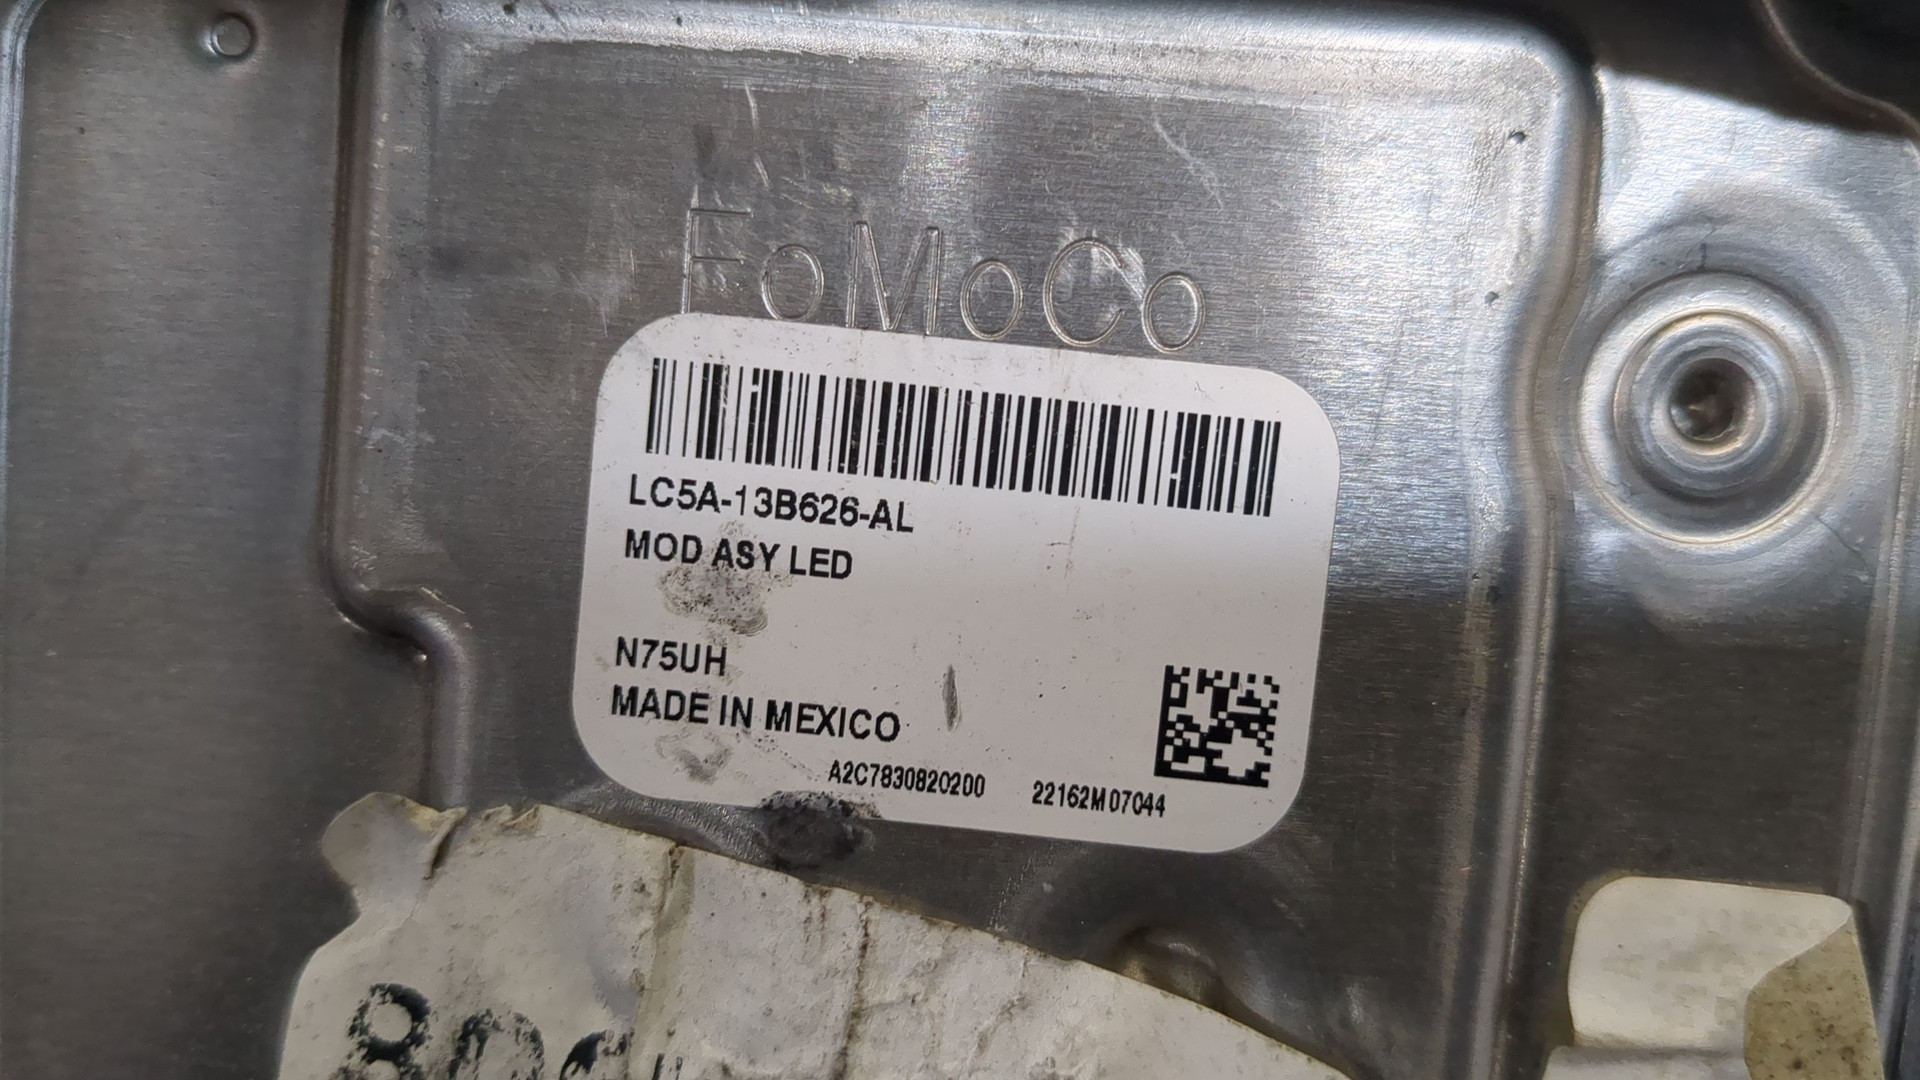 FoMoCo
LC5A-13B626-AL
MOD ASY LED
N75UH
MADE IN MEXICO
A2C7830820200 22162M07044